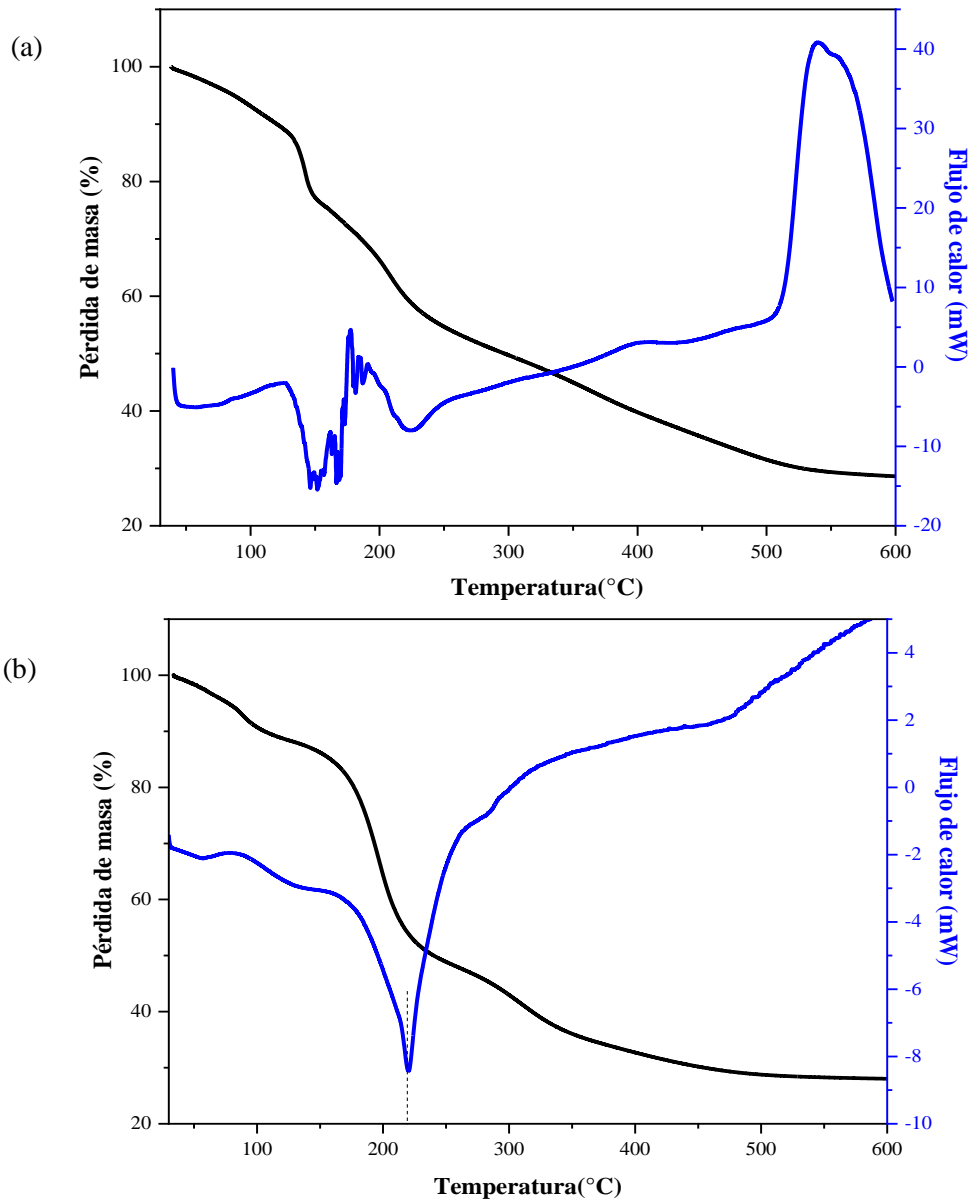 (a)
Pérdida de masa (%)
100
80
60
40
20
40
30
20
10
0
-10
-20
Flujo de calor (mW)
100 200 300 400 500 600
Temperatura(°C)
(b)
Pérdida de masa (%)
100
80
60
40
20
4
2
0
-2
-4
-6
-8
-10
Flujo de calor (mW)
100 200 300 400 500 600
Temperatura(°C)